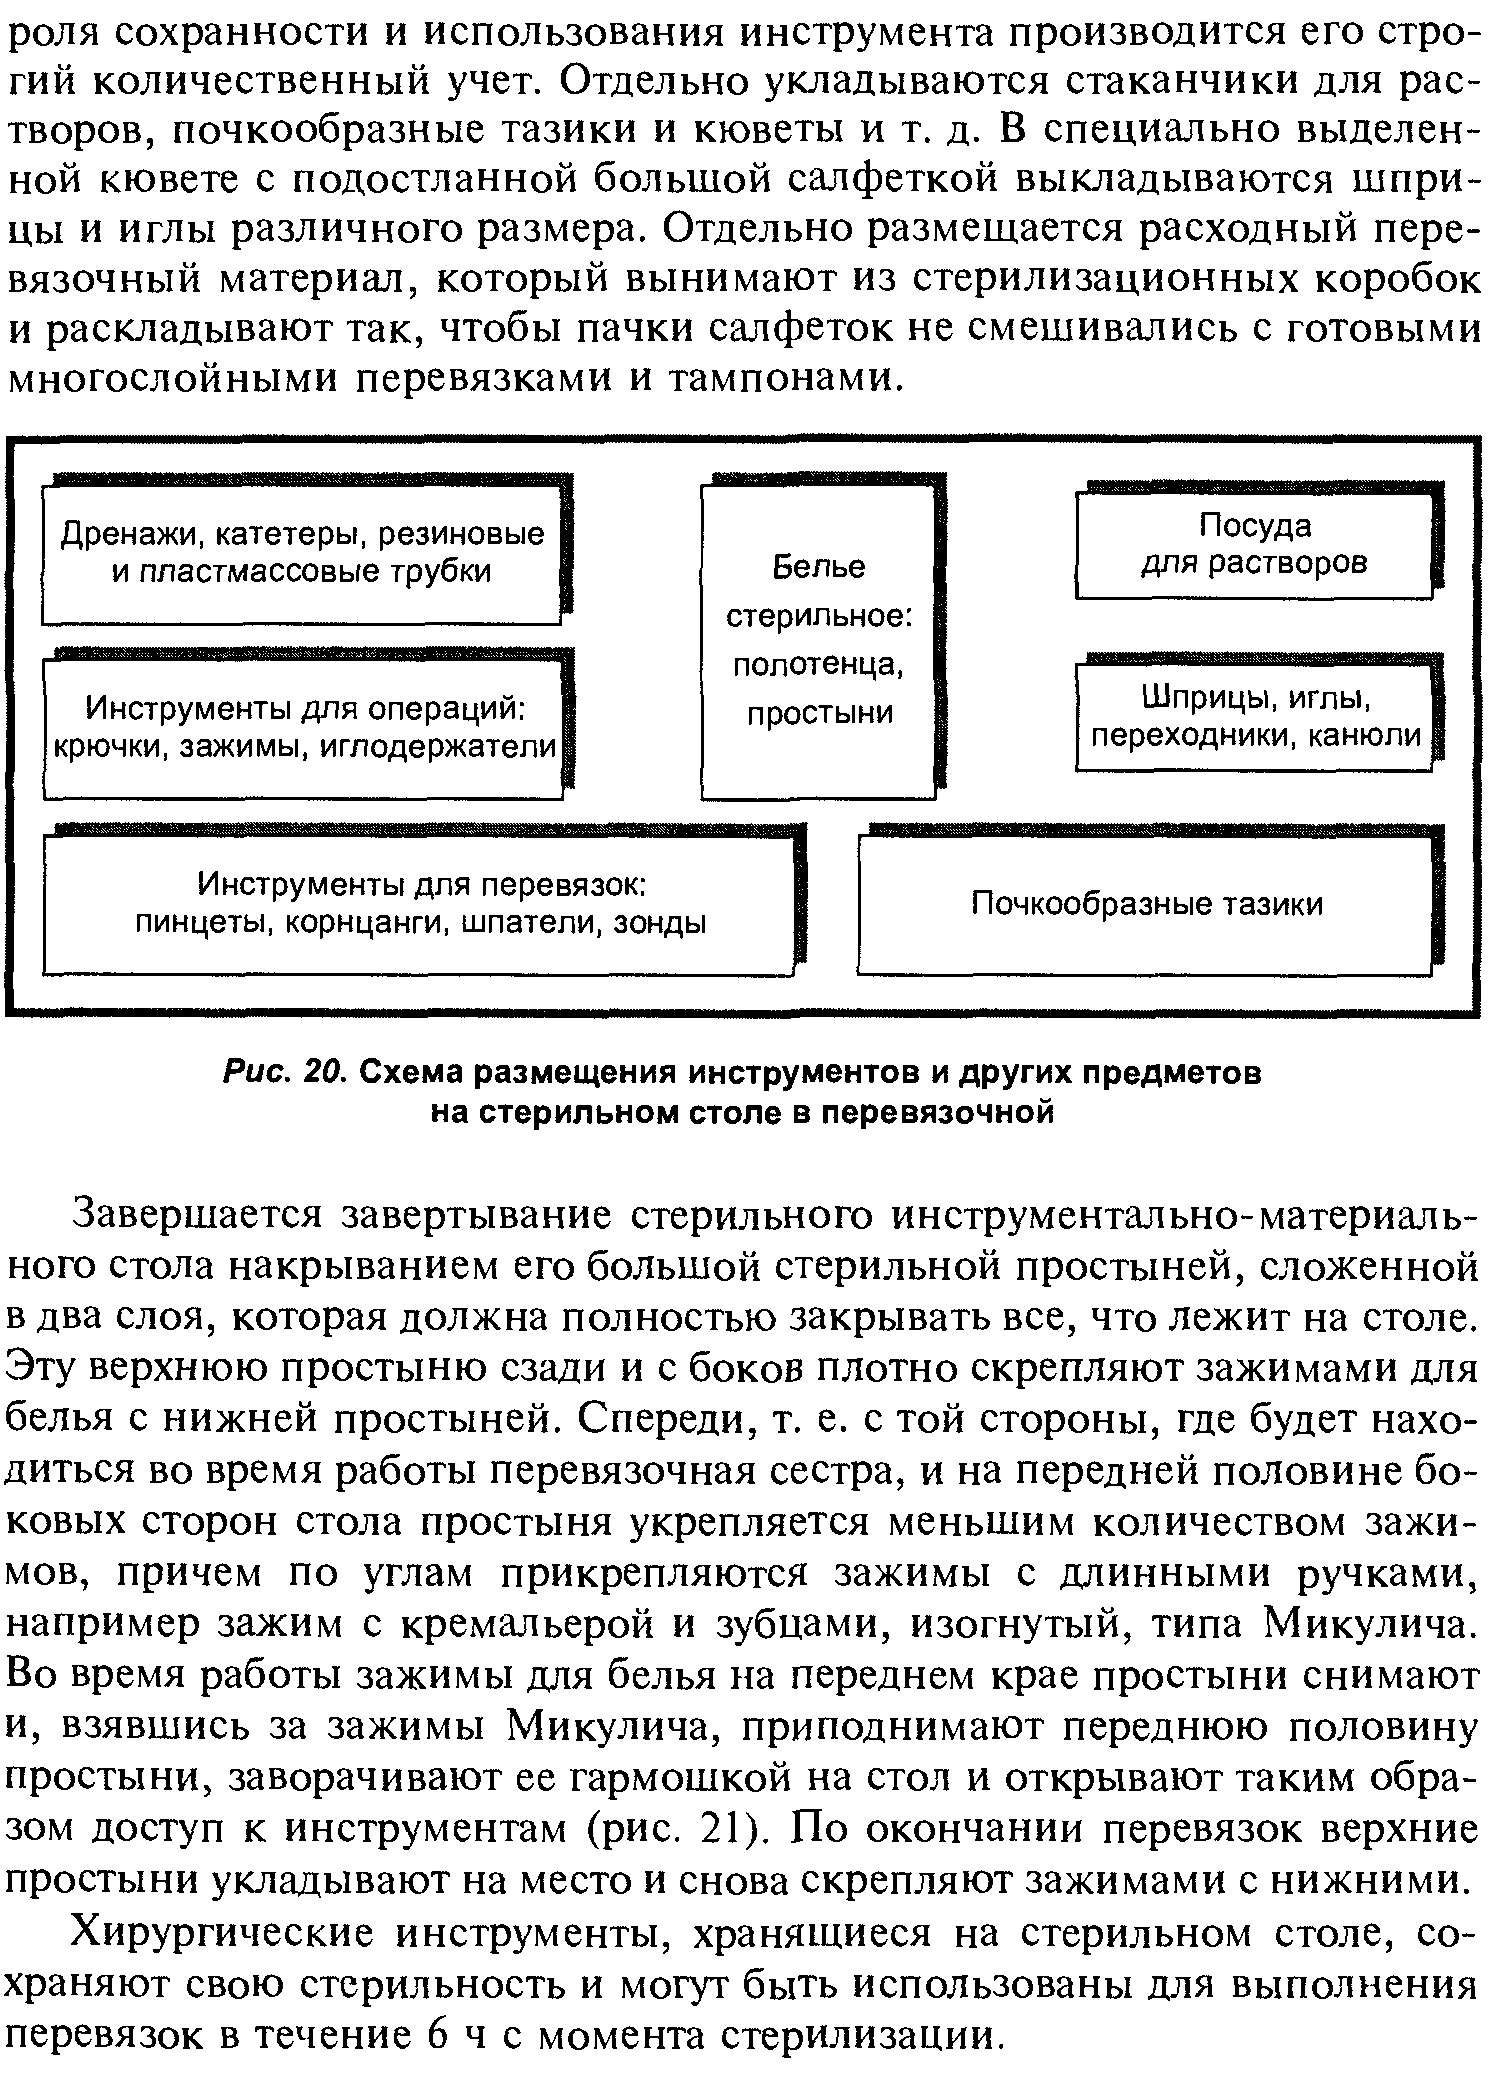 роля сохранности и использования инструмента производится его стро-
гий количественный учет. Отдельно укладываются стаканчики для рас-
творов, почкообразные тазики и кюветы и т. д. В специально выделен-
ной кювете с подостланной большой салфеткой выкладываются шпри-
цы и иглы различного размера. Отдельно размещается расходный пере-
вязочный материал, который вынимают из стерилизационных коробок
и раскладывают так, чтобы пачки салфеток не смешивались с готовыми
многослойными перевязками и тампонами.
Дренажи, катетеры, резиновые
и пластмассовые трубки
Белье
стерильное:
полотенца,
простыни
Посуда
для растворов
Инструменты для операций:
крючки, зажимы, иглодержатели
Шприцы, иглы,
переходники, канюли
Инструменты для перевязок:
пинцеты, корнцанги, шпатели, зонды
Почкообразные тазики
Рис. 20. Схема размещения инструментов и других предметов
на стерильном столе в перевязочной
Завершается завертывание стерильного инструментально-материаль-
ного стола накрыванием его большой стерильной простыней, сложенной
в два слоя, которая должна полностью закрывать все, что лежит на столе.
Эту верхнюю простыню сзади и с боков плотно скрепляют зажимами для
белья с нижней простыней. Спереди, т. е. с той стороны, где будет нахо-
диться во время работы перевязочная сестра, и на передней половине бо-
ковых сторон стола простыня укрепляется меньшим количеством зажи-
мов, причем по углам прикрепляются зажимы с длинными ручками,
например зажим с кремальерой и зубцами, изогнутый, типа Микулича.
Во время работы зажимы для белья на переднем крае простыни снимают
и, взявшись за зажимы Микулича, приподнимают переднюю половину
простыни, заворачивают ее гармошкой на стол и открывают таким обра-
зом доступ к инструментам (рис. 21). По окончании перевязок верхние
простыни укладывают на место и снова скрепляют зажимами с нижними.
Хирургические инструменты, хранящиеся на стерильном столе, со-
храняют свою стерильность и могут быть использованы для выполнения
перевязок в течение 6 ч с момента стерилизации.